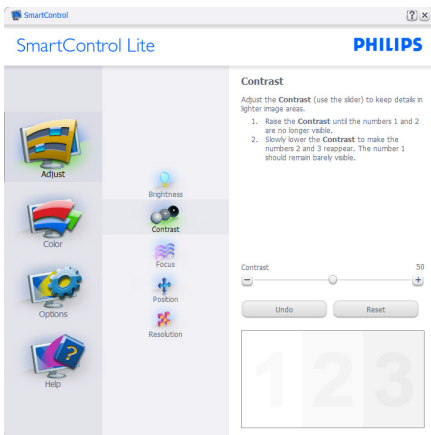 SmartControl
SmartControl Lite
PHILIPS
Adjust
Color
Options
Help
Brightness
Contrast
Focus
Position
Resolution
Contrast
Adjust the Contrast (use the slider) to keep details in
lighter image areas.
1. Raise the Contrast until the numbers 1 and 2
are no longer visible.
2. Slowly lower the Contrast to make the
numbers 2 and 3 reappear. The number 1
should remain barely visible.
Contrast 50
Undo Reset
1 2 3